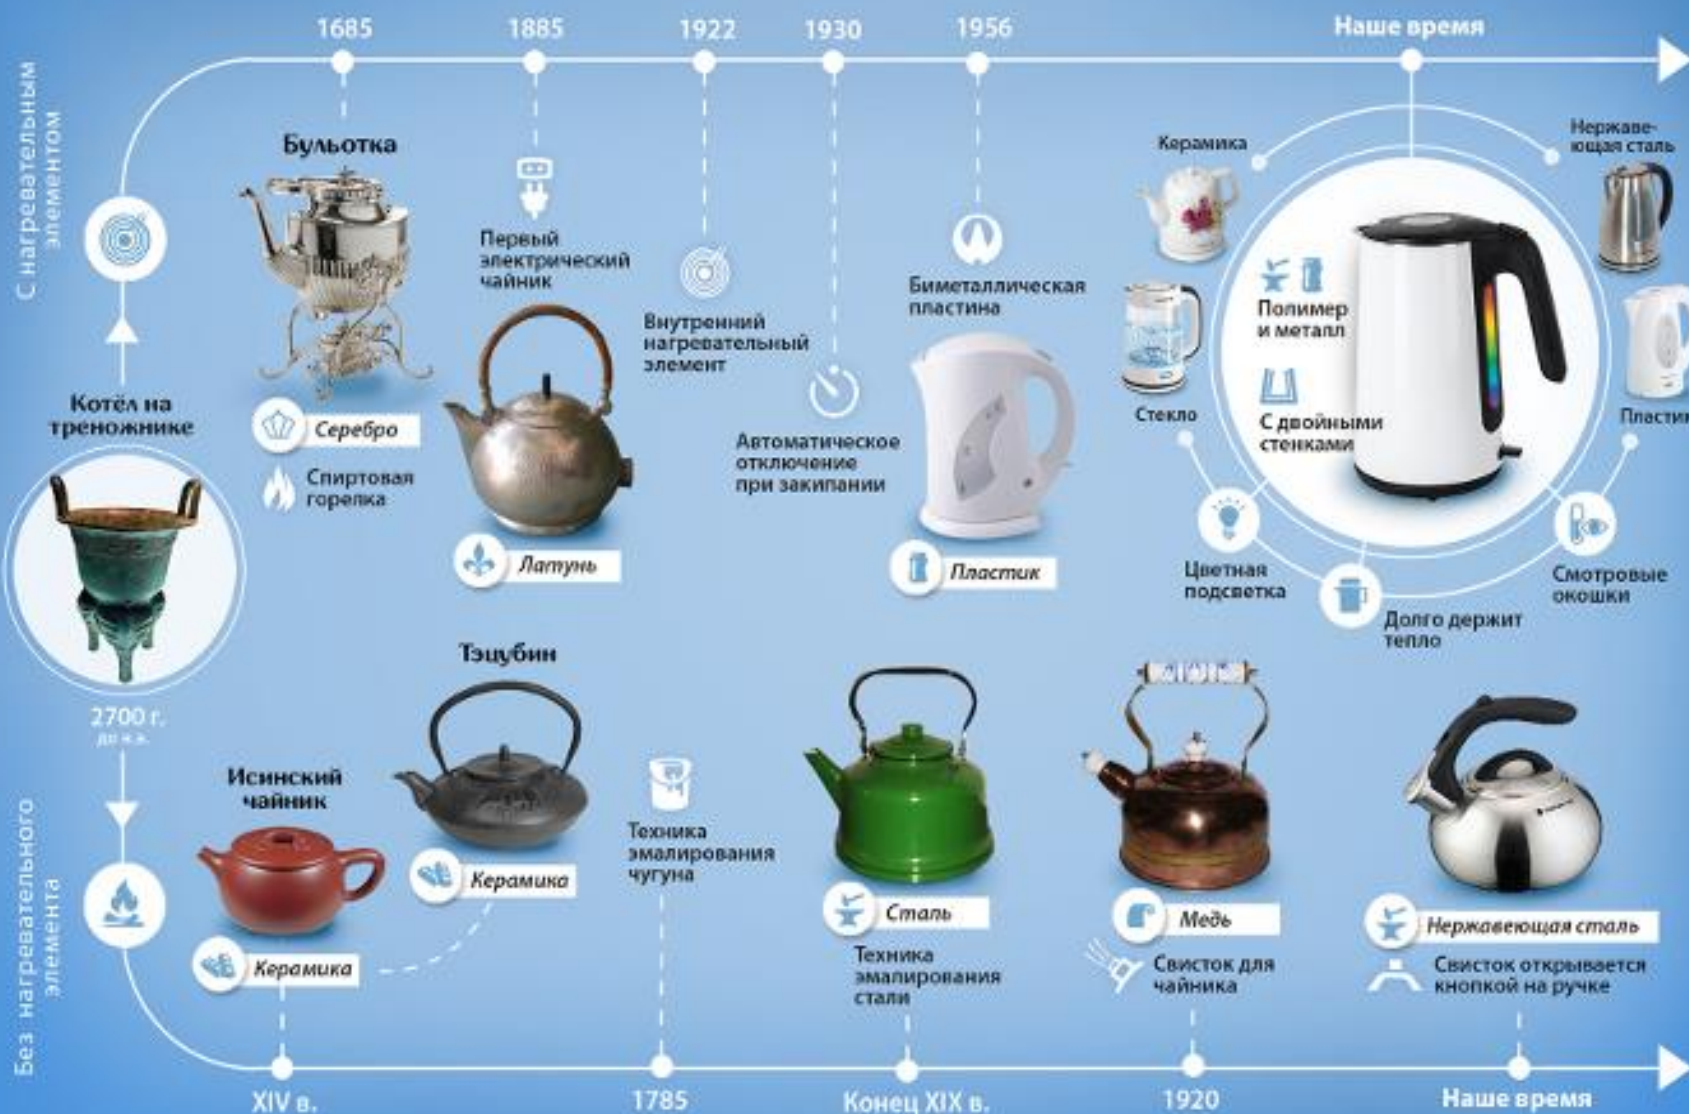 1685
1885
1922
1930
1956
Наше время
С нагревательным
элементом
Бульотка
Серебро
Спиртовая
горелка
Первый
электрический
чайник
Латунь
Внутренний
нагревательный
элемент
Автоматическое
отключение
при закипании
Биметаллическая
пластина
Пластик
Керамика
Нержаве-
ющая сталь
Полимер
и металл
С двойными
стенками
Стекло
Пластик
Цветная
подсветка
Долго держит
тепло
Смотровые
окошки
Котёл на
треножнике
2700 г.
до н.э.
Без нагревательного
элемента
Исинский
чайник
Керамика
Тэцубин
Керамика
Техника
эмалирования
чугуна
Сталь
Техника
эмалирования
стали
Медь
Свисток для
чайника
Нержавеющая сталь
Свисток открывается
кнопкой на ручке
XIV в.
1785
Конец XIX в.
1920
Наше время